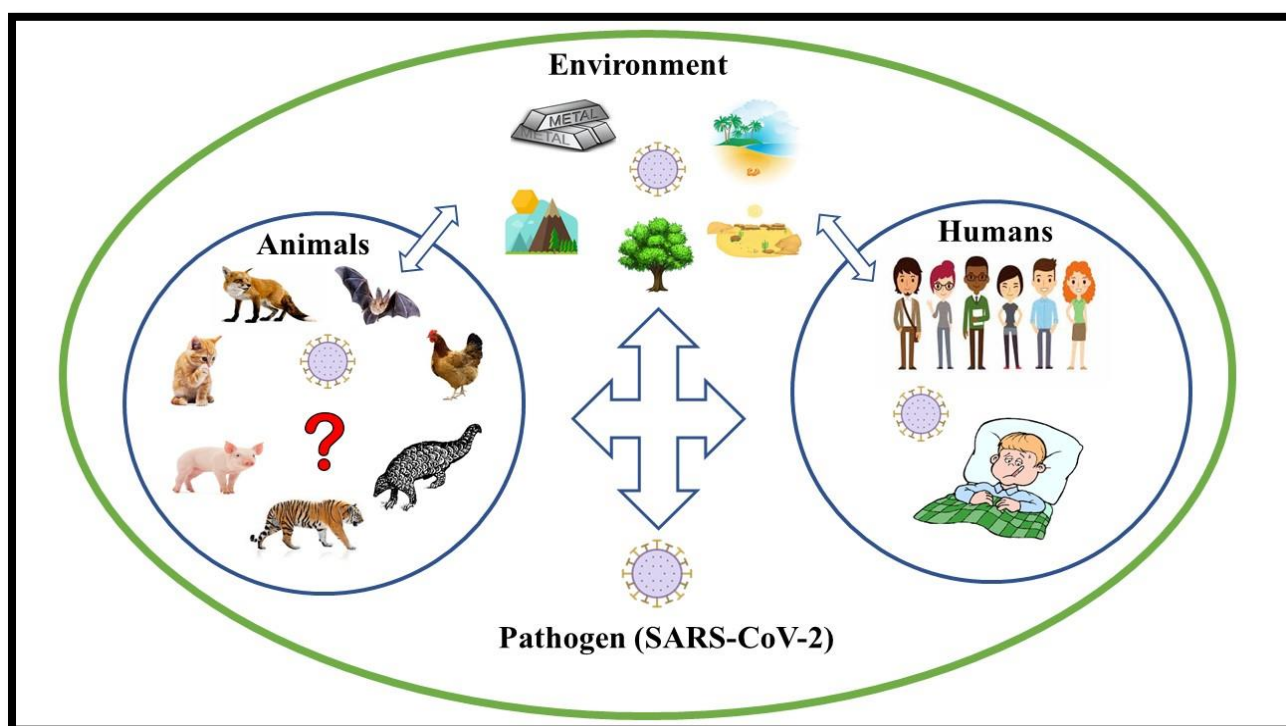 Environment
METAL
METAL
Animals
Humans
?
Pathogen (SARS-CoV-2)